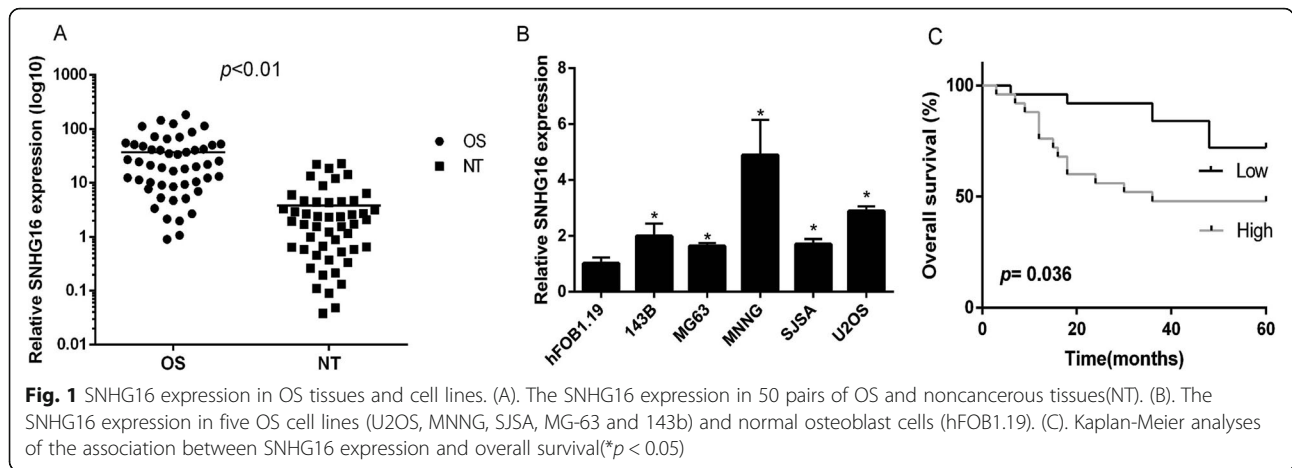 A
p<0.01
Relative SNHG16 expression (log10)
1000
100
10
1
0.1
0.01
OS
NT
OS
NT
B
Relative SNHG16 expression
8
6
4
2
0
*
*
*
*
*
hFOB1.19
143B
MG63
MNNG
SJSA
U2OS
C
Overall survival (%)
100
50
0
Low
High
p= 0.036
0
20
40
60
Time(months)
Fig. 1 SNHG16 expression in OS tissues and cell lines. (A). The SNHG16 expression in 50 pairs of OS and noncancerous tissues(NT). (B). The
SNHG16 expression in five OS cell lines (U2OS, MNNG, SJSA, MG-63 and 143b) and normal osteoblast cells (hFOB1.19). (C). Kaplan-Meier analyses
of the association between SNHG16 expression and overall survival(*p < 0.05)